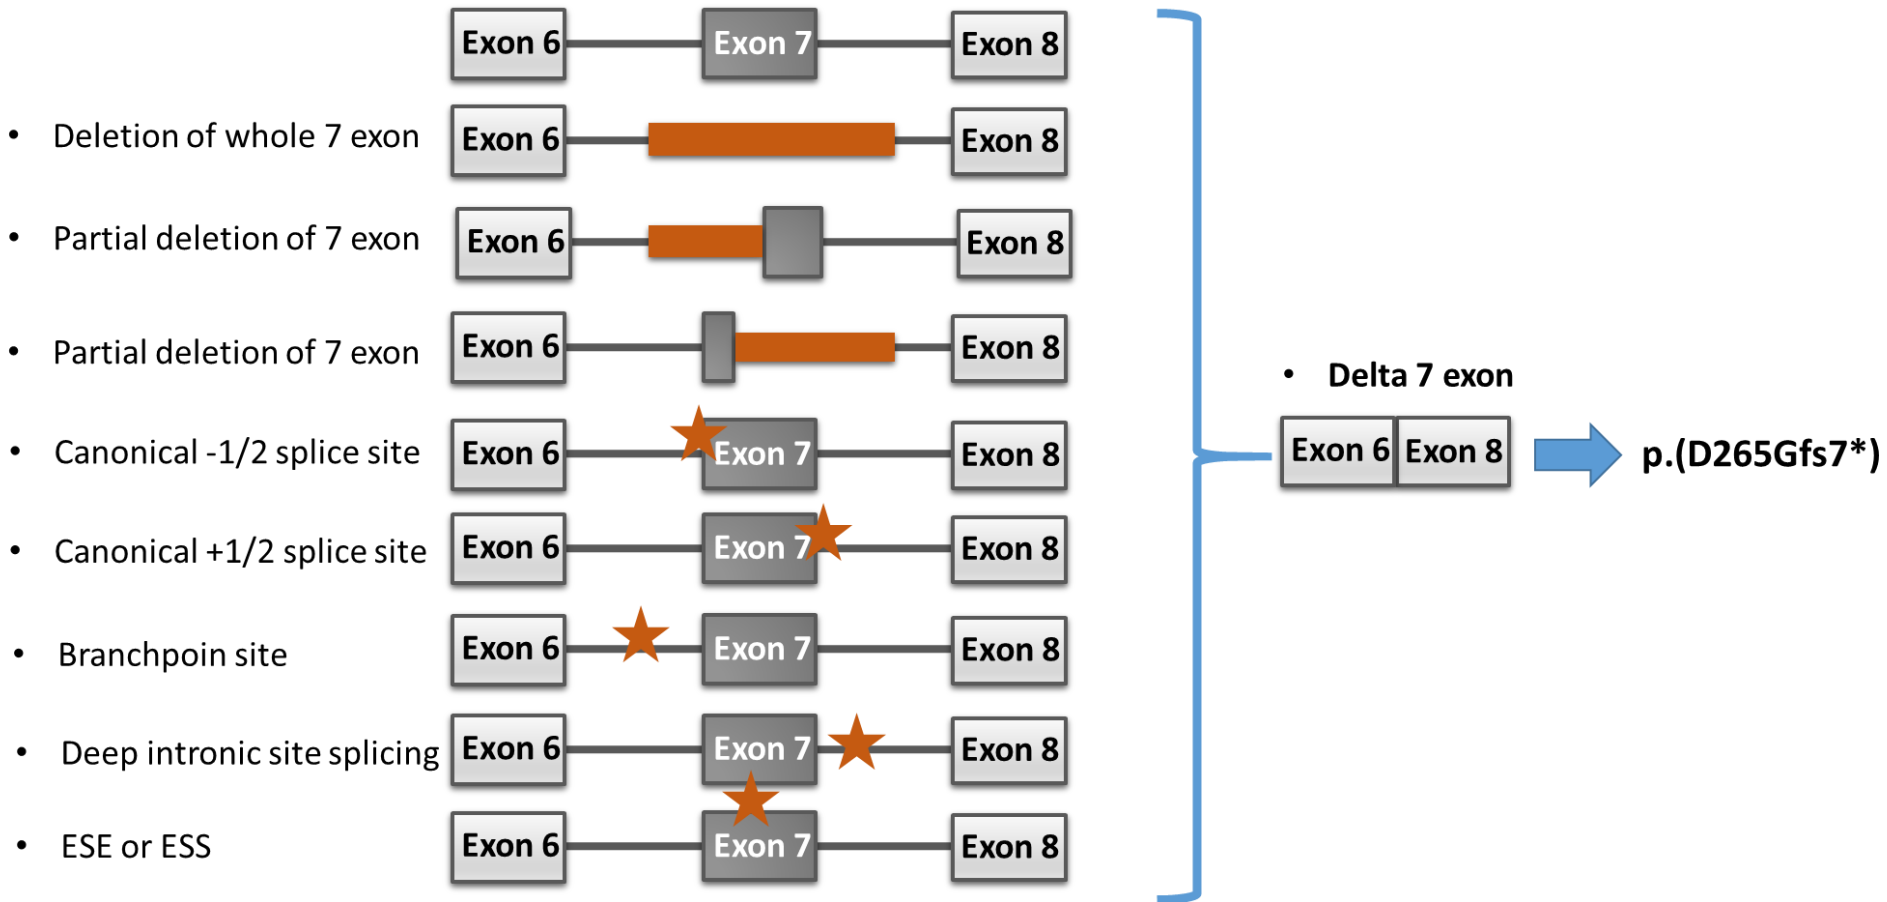 Exon 6 Exon 7 Exon 8
• Deletion of whole 7 exon Exon 6 Exon 8
• Partial deletion of 7 exon Exon 6 Exon 8
• Partial deletion of 7 exon Exon 6 Exon 8
• Canonical -1/2 splice site Exon 6 Exon 7 Exon 8
• Canonical +1/2 splice site Exon 6 Exon 7 Exon 8
• Branchpoin site Exon 6 Exon 7 Exon 8
• Deep intronic site splicing Exon 6 Exon 7 Exon 8
• ESE or ESS Exon 6 Exon 7 Exon 8
• Delta 7 exon
Exon 6 Exon 8 p.(D265Gfs7*)